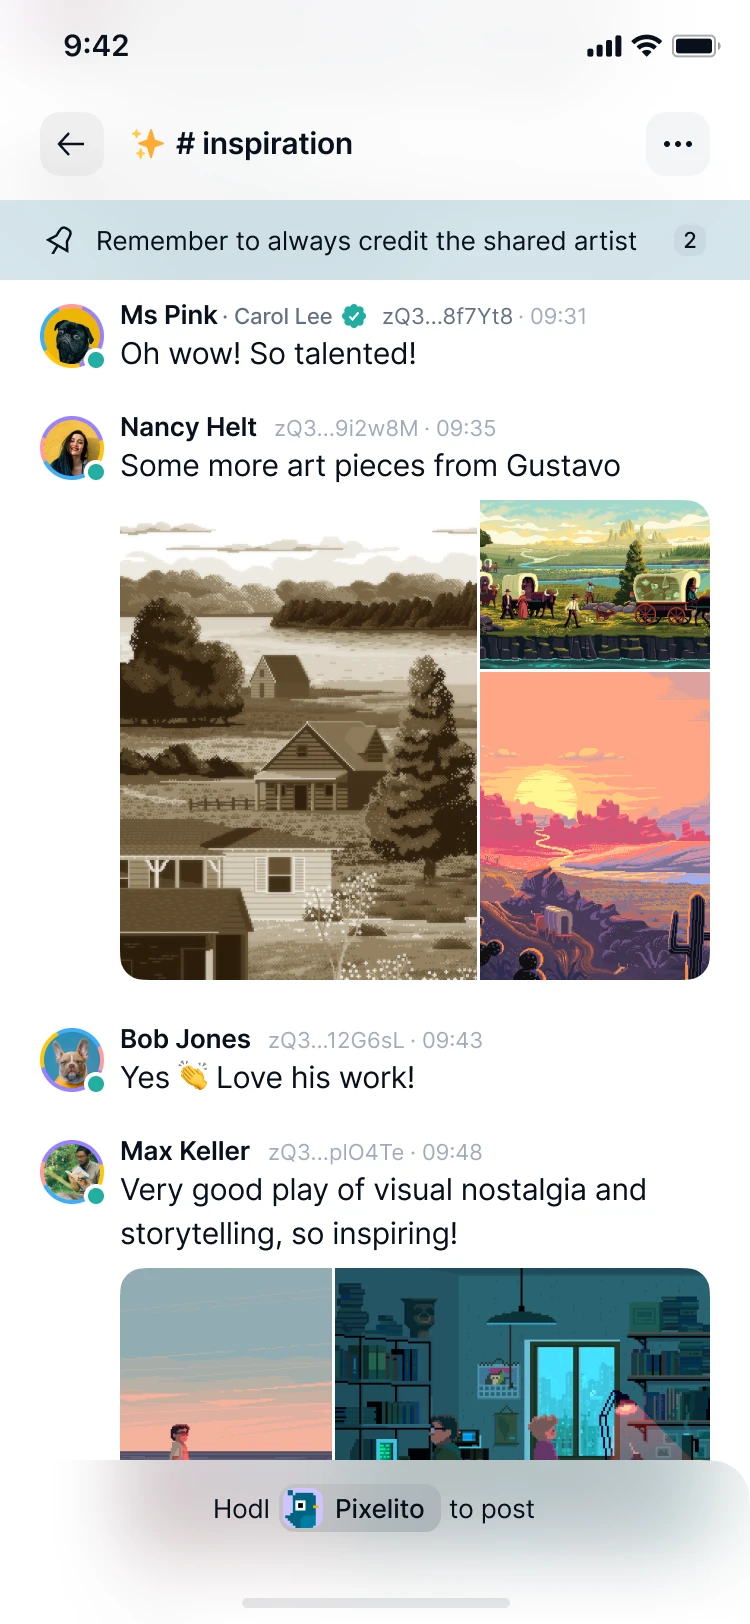 9:42
✨ # inspiration
Remember to always credit the shared artist 2
Ms Pink · Carol Lee zQ3...8f7Yt8 · 09:31
Oh wow! So talented!
Nancy Helt zQ3...9i2w8M · 09:35
Some more art pieces from Gustavo
Bob Jones zQ3...12G6sL · 09:43
Yes 👏 Love his work!
Max Keller zQ3...plO4Te · 09:48
Very good play of visual nostalgia and
storytelling, so inspiring!
Hodl Pixelito to post